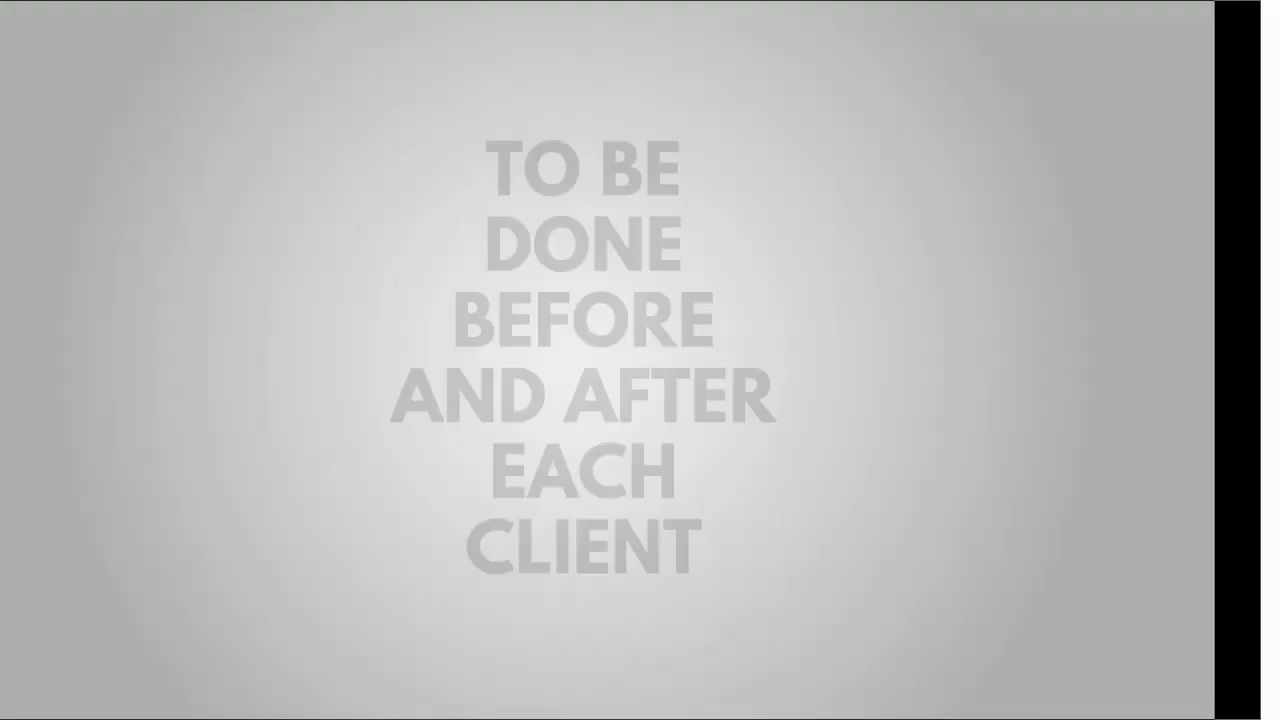 TO BE
DONE
BEFORE
AND AFTER
EACH
CLIENT